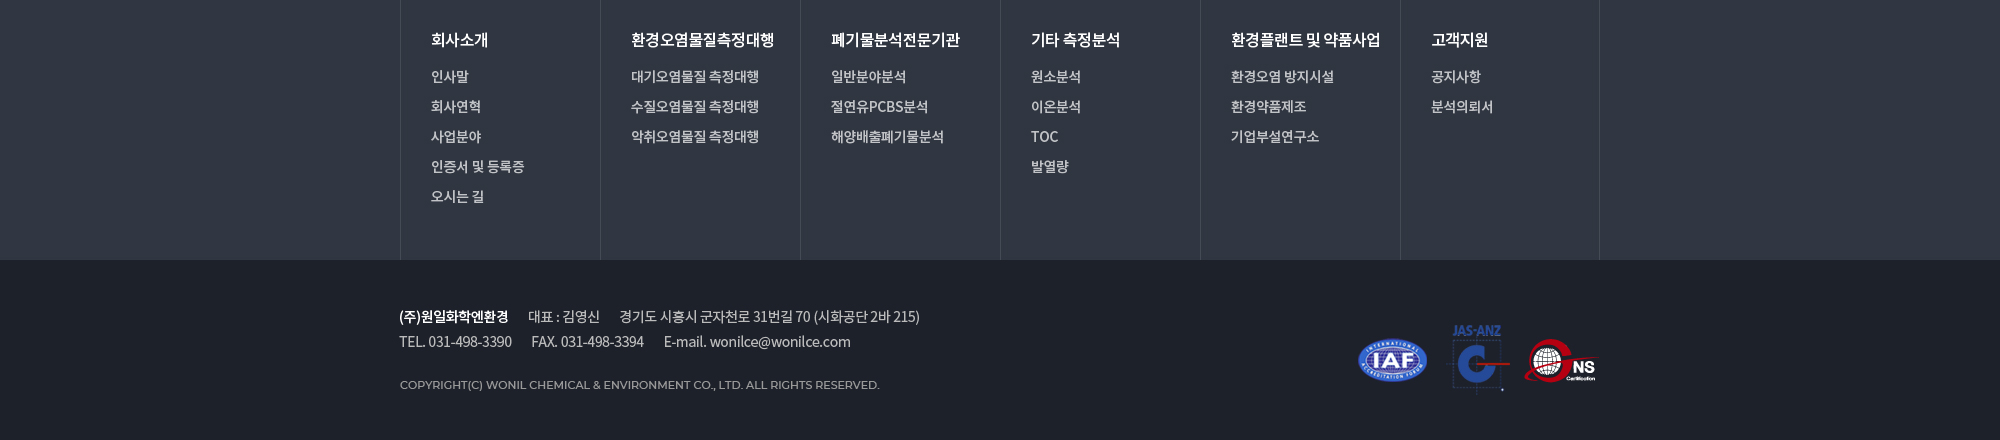 회사소개
인사말
회사연혁
사업분야
인증서 및 등록증
오시는 길
환경오염물질측정대행
대기오염물질 측정대행
수질오염물질 측정대행
악취오염물질 측정대행
폐기물분석전문기관
일반분야분석
절연유PCBS분석
해양배출폐기물분석
기타 측정분석
원소분석
이온분석
TOC
발열량
환경플랜트 및 약품사업
환경오염 방지시설
환경약품제조
기업부설연구소
고객지원
공지사항
분석의뢰서
(주)원일화학엔환경 대표 : 김영신 경기도 시흥시 군자천로 31번길 70 (시화공단 2바 215)
TEL. 031-498-3390 FAX. 031-498-3394 E-mail. wonilce@wonilce.com
COPYRIGHT(C) WONIL CHEMICAL & ENVIRONMENT CO., LTD. ALL RIGHTS RESERVED.
INTERNATIONAL
IAF
ACCREDITATION FORUM
JAS-ANZ
NS
Certification